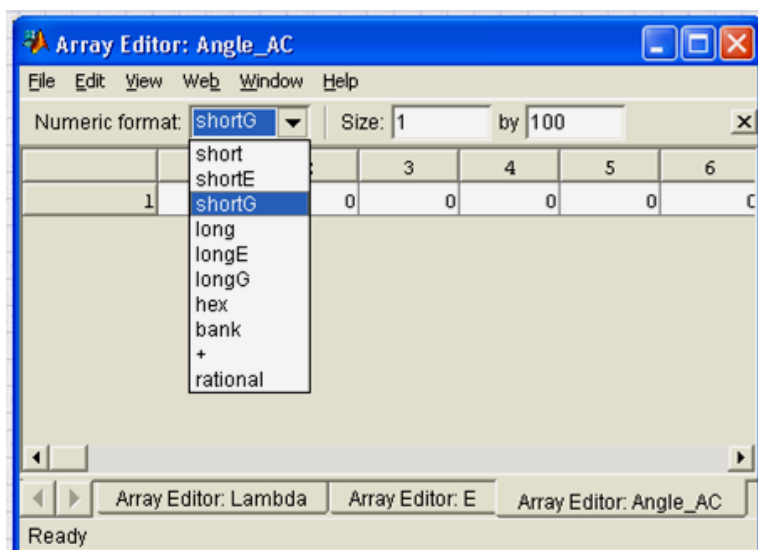 Array Editor: Angle_AC
File Edit View Web Window Help
Numeric format: shortG Size: 1 by 100
short
shortE
shortG
long
longE
longG
hex
bank
+
rational
3 4 5 6
1 0 0 0 0
Array Editor: Lambda Array Editor: E Array Editor: Angle_AC
Ready